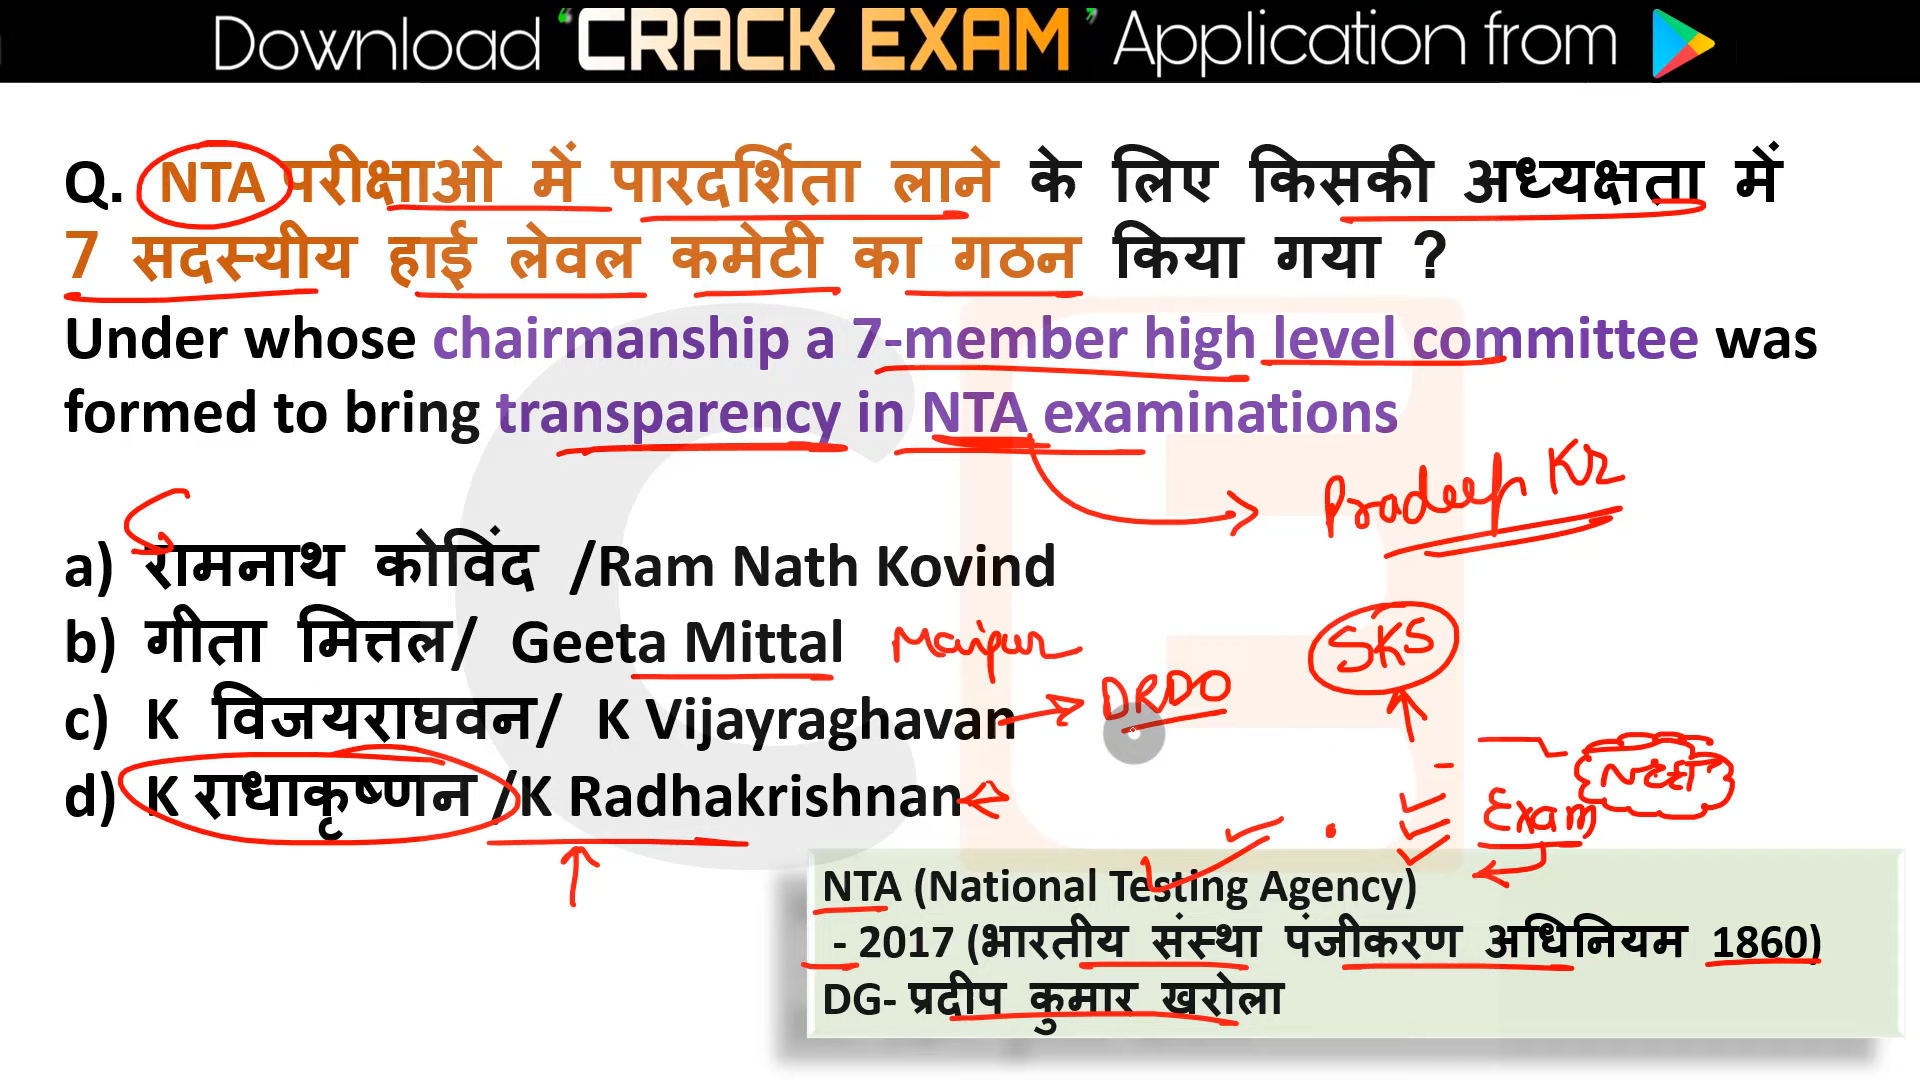 Download ‘CRACK EXAM’ Application from
Q. NTA परीक्षाओ में पारदर्शिता लाने के लिए किसकी अध्यक्षता में
7 सदस्यीय हाई लेवल कमेटी का गठन किया गया ?
Under whose chairmanship a 7-member high level committee was
formed to bring transparency in NTA examinations
Pradeep Kr
a) रामनाथ कोविंद /Ram Nath Kovind
b) गीता मित्तल/ Geeta Mittal
SKS
c) K विजयराघवन/ K Vijayraghavan
DRDO
d) K राधाकृष्णन /K Radhakrishnan
NEET
Exam
NTA (National Testing Agency)
- 2017 (भारतीय संस्था पंजीकरण अधिनियम 1860)
DG- प्रदीप कुमार खरोला